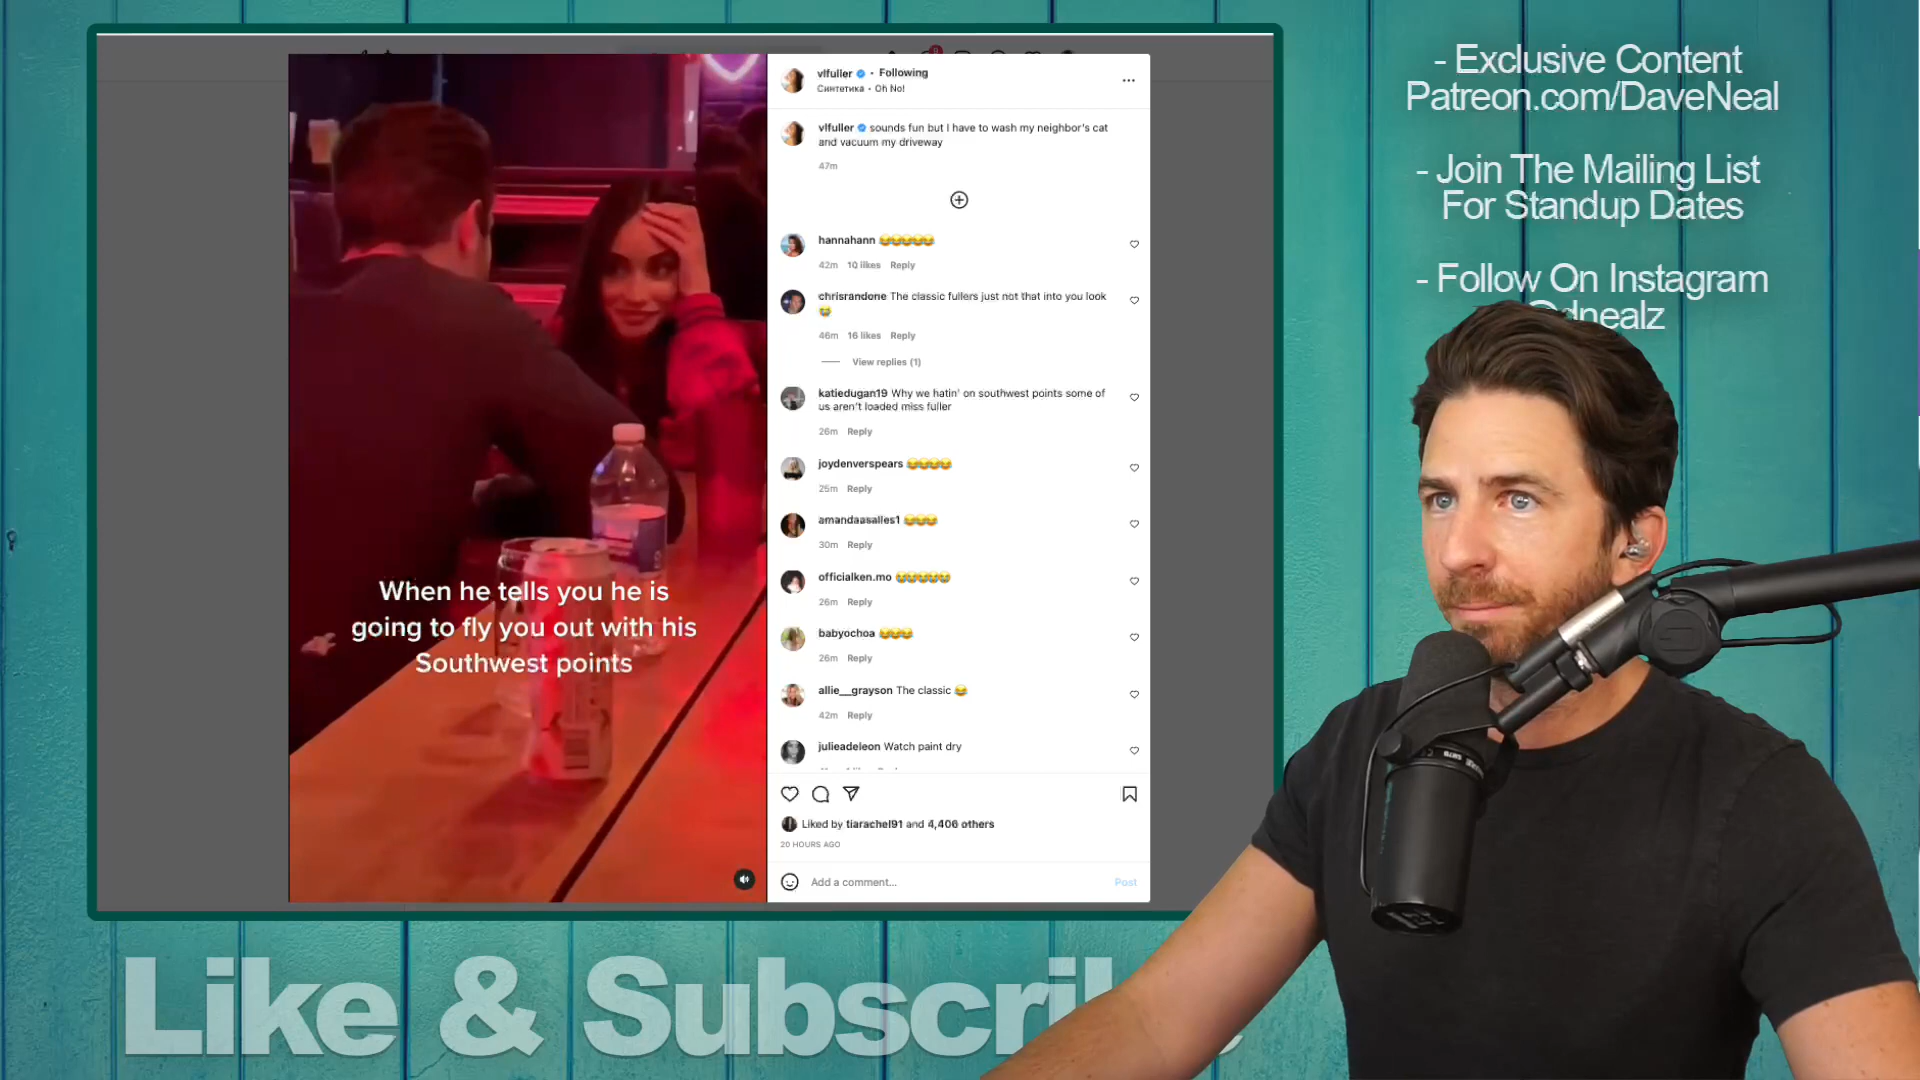 vlfuller • Following
Синтетика • Oh No!
vlfuller sounds fun but I have to wash my neighbor's cat
and vacuum my driveway
47m
hannahann 😂😂😂😂😂
42m 10 likes Reply
chrisrandone The classic fullers just not that into you look
😭
46m 16 likes Reply
View replies (1)
katiedugan19 Why we hatin' on southwest points some of
us aren't loaded miss fuller
26m Reply
joydenverspears 😂😂😂😂
25m Reply
amandaasalles1 😂😂😂
30m Reply
officialken.mo 😭😭😭😭😭
26m Reply
babyochoa 😂😂😂
26m Reply
allie__grayson The classic 😂
42m Reply
julieadeleon Watch paint dry
Liked by tiarachel91 and 4,406 others
20 HOURS AGO
Add a comment... Post
When he tells you he is
going to fly you out with his
Southwest points
- Exclusive Content
Patreon.com/DaveNeal
- Join The Mailing List
For Standup Dates
- Follow On Instagram
dnealz
Like & Subscri